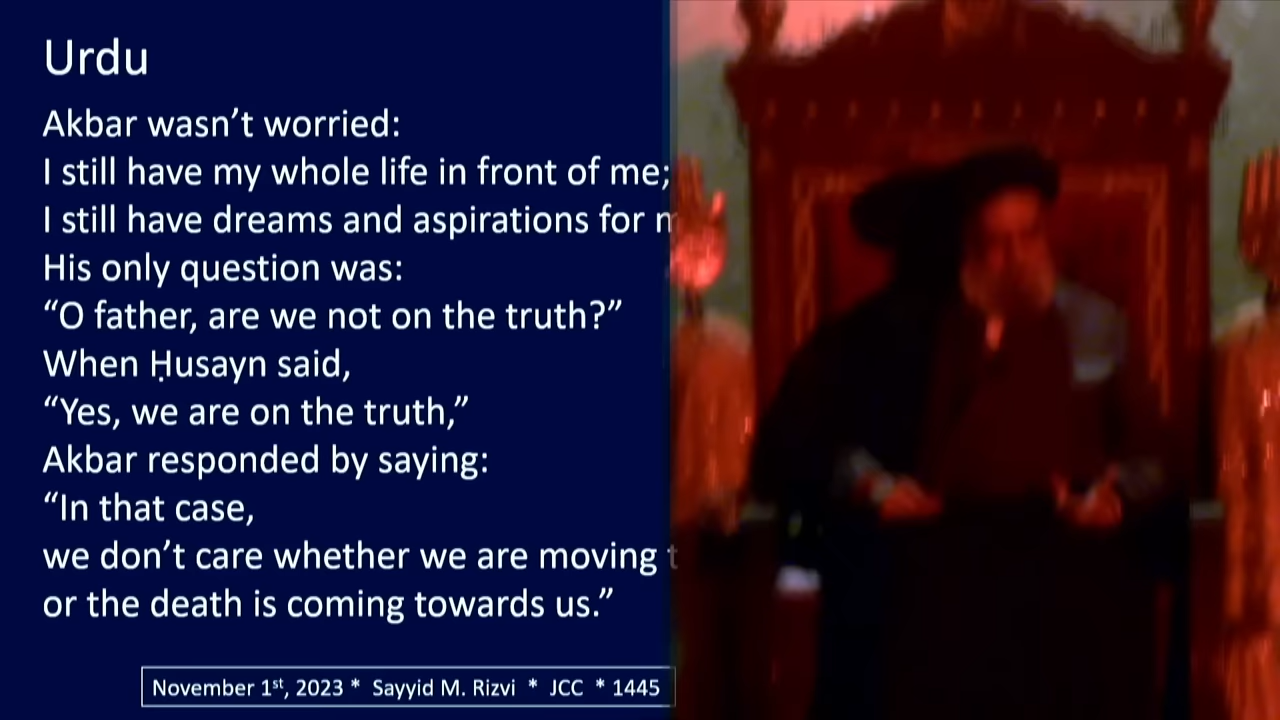 Urdu
Akbar wasn’t worried:
I still have my whole life in front of me;
I still have dreams and aspirations for
His only question was:
“O father, are we not on the truth?”
When Ḥusayn said,
“Yes, we are on the truth,”
Akbar responded by saying:
“In that case,
we don’t care whether we are moving
or the death is coming towards us.”
November 1st, 2023 * Sayyid M. Rizvi * JCC * 1445